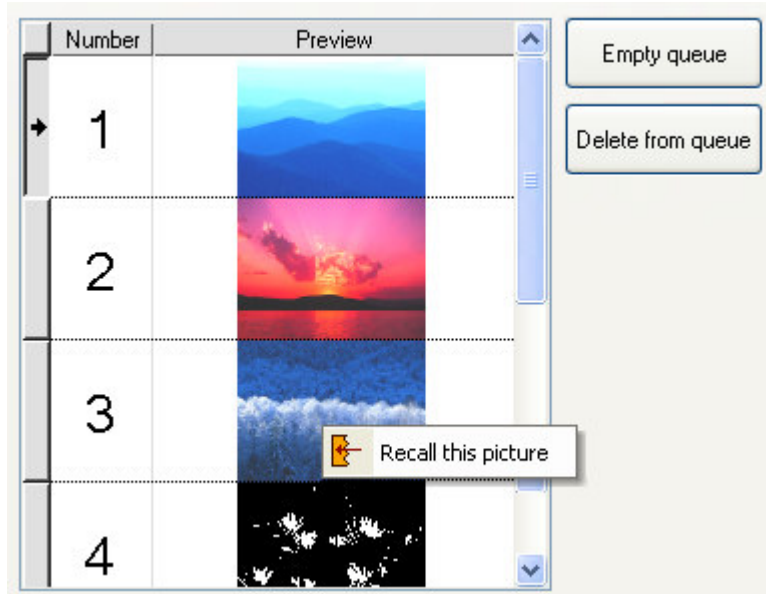 Number Preview
Empty queue
1
Delete from queue
2
3
Recall this picture
4